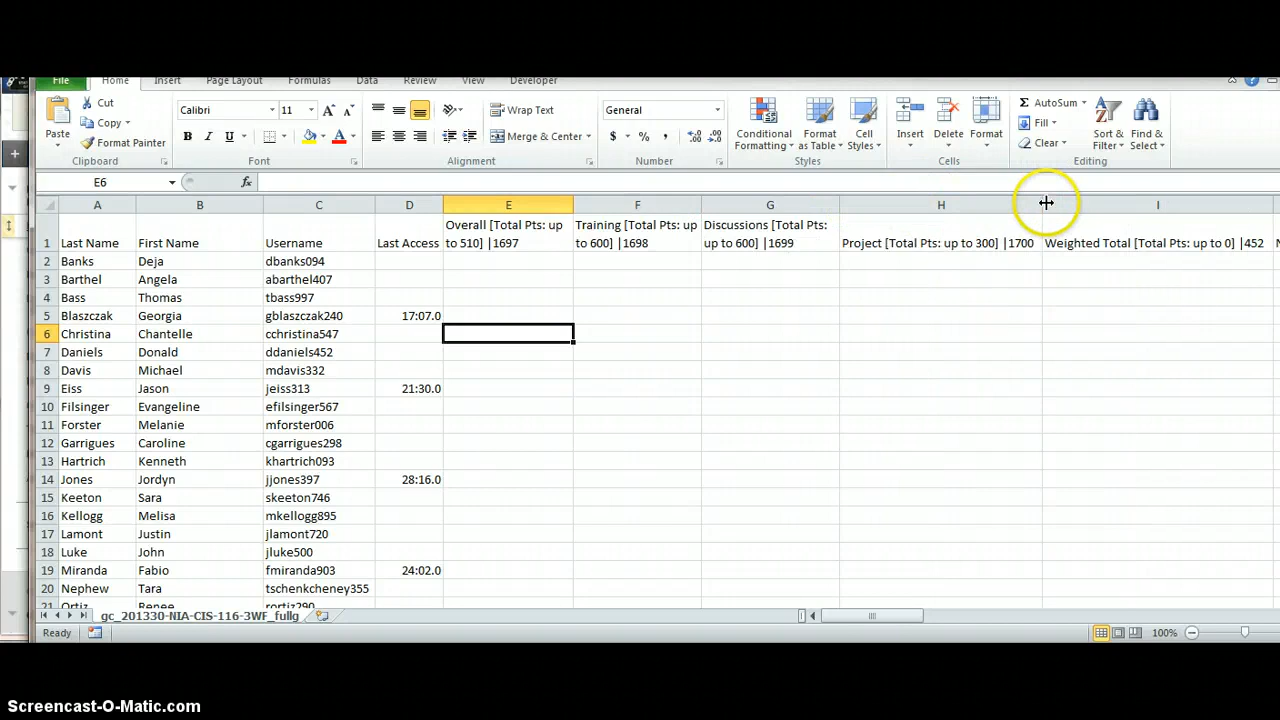 File Home Insert Page Layout Formulas Data Review View Developer
Cut
Copy
Format Painter
Paste
Clipboard
Calibri 11
B I U
Font
Wrap Text
Merge & Center
Alignment
General
$ % ,
Number
Conditional Formatting
Format as Table
Cell Styles
Styles
Insert Delete Format
Cells
Σ AutoSum
Fill
Clear
Sort & Filter
Find & Select
Editing
E6 fx
A B C D E F G H I
1 Last Name First Name Username Last Access Overall [Total Pts: up to 510] |1697 Training [Total Pts: up to 600] |1698 Discussions [Total Pts: up to 600] |1699 Project [Total Pts: up to 300] |1700 Weighted Total [Total Pts: up to 0] |452
2 Banks Deja dbanks094
3 Barthel Angela abarthel407
4 Bass Thomas tbass997
5 Blaszczak Georgia gblaszczak240 17:07.0
6 Christina Chantelle cchristina547
7 Daniels Donald ddaniels452
8 Davis Michael mdavis332
9 Eiss Jason jeiss313 21:30.0
10 Filsinger Evangeline efilsinger567
11 Forster Melanie mforster006
12 Garrigues Caroline cgarrigues298
13 Hartrich Kenneth khartrich093
14 Jones Jordyn jjones397 28:16.0
15 Keeton Sara skeeton746
16 Kellogg Melisa mkellogg895
17 Lamont Justin jlamont720
18 Luke John jluke500
19 Miranda Fabio fmiranda903 24:02.0
20 Nephew Tara tschenkcheney355
21 Ortiz Renee rortiz290
gc_201330-NIA-CIS-116-3WF_fullg
Ready 100%
Screencast-O-Matic.com